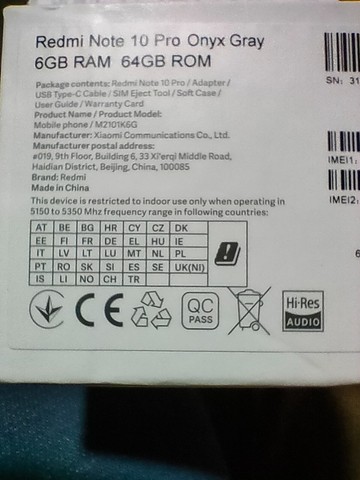 Redmi Note 10 Pro Onyx Gray
6GB RAM 64GB ROM
Package contents: Redmi Note 10 Pro / Adapter /
USB Type-C Cable / SIM Eject Tool / Soft Case /
User Guide / Warranty Card
Product Name / Product Model:
Mobile phone / M2101K6G
Manufacturer: Xiaomi Communications Co., Ltd.
Manufacturer postal address:
#019, 9th Floor, Building 6, 33 Xi'erqi Middle Road,
Haidian District, Beijing, China, 100085
Brand: Redmi
Made in China
This device is restricted to indoor use only when operating in
5150 to 5350 Mhz frequency range in following countries:
AT BE BG HR CY CZ DK
EE FI FR DE EL HU IE
IT LV LT LU MT NL PL
PT RO SK SI ES SE UK(NI)
IS LI NO CH TR
CE
QC
PASS
Hi-Res
AUDIO
SN:
IMEI1:
IMEI2: